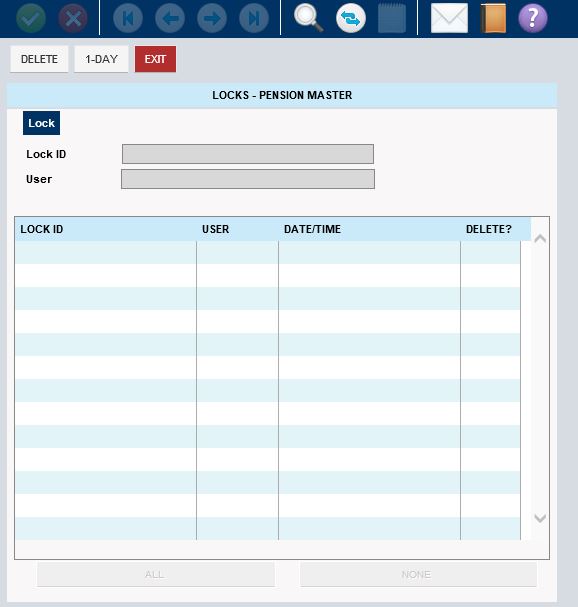 ?
DELETE 1-DAY EXIT
LOCKS - PENSION MASTER
Lock
Lock ID
User
LOCK ID USER DATE/TIME DELETE?
ALL NONE